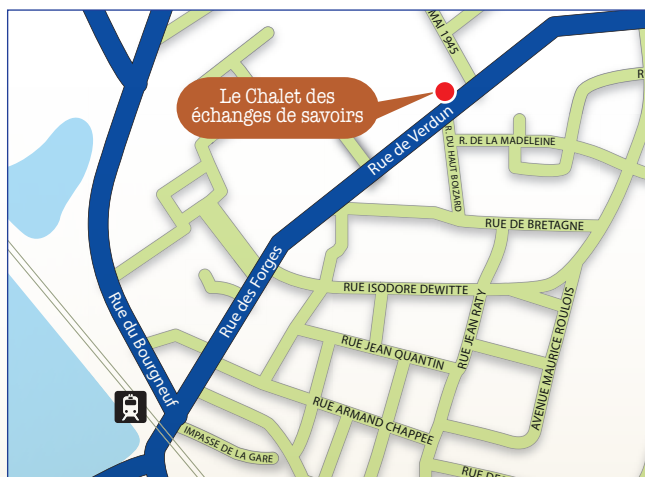 MAI 1945
Le Chalet des
échanges de savoirs
Rue de Verdun
R. DE LA MADELEINE
R. DU HAUT BOIZARD
RUE DE BRETAGNE
Rue des Forges
RUE ISODORE DEWITTE
Rue du Bourgneuf
RUE JEAN RATY
AVENUE MAURICE ROULOIS
RUE JEAN QUANTIN
RUE ARMAND CHAPPEE
IMPASSE DE LA GARE